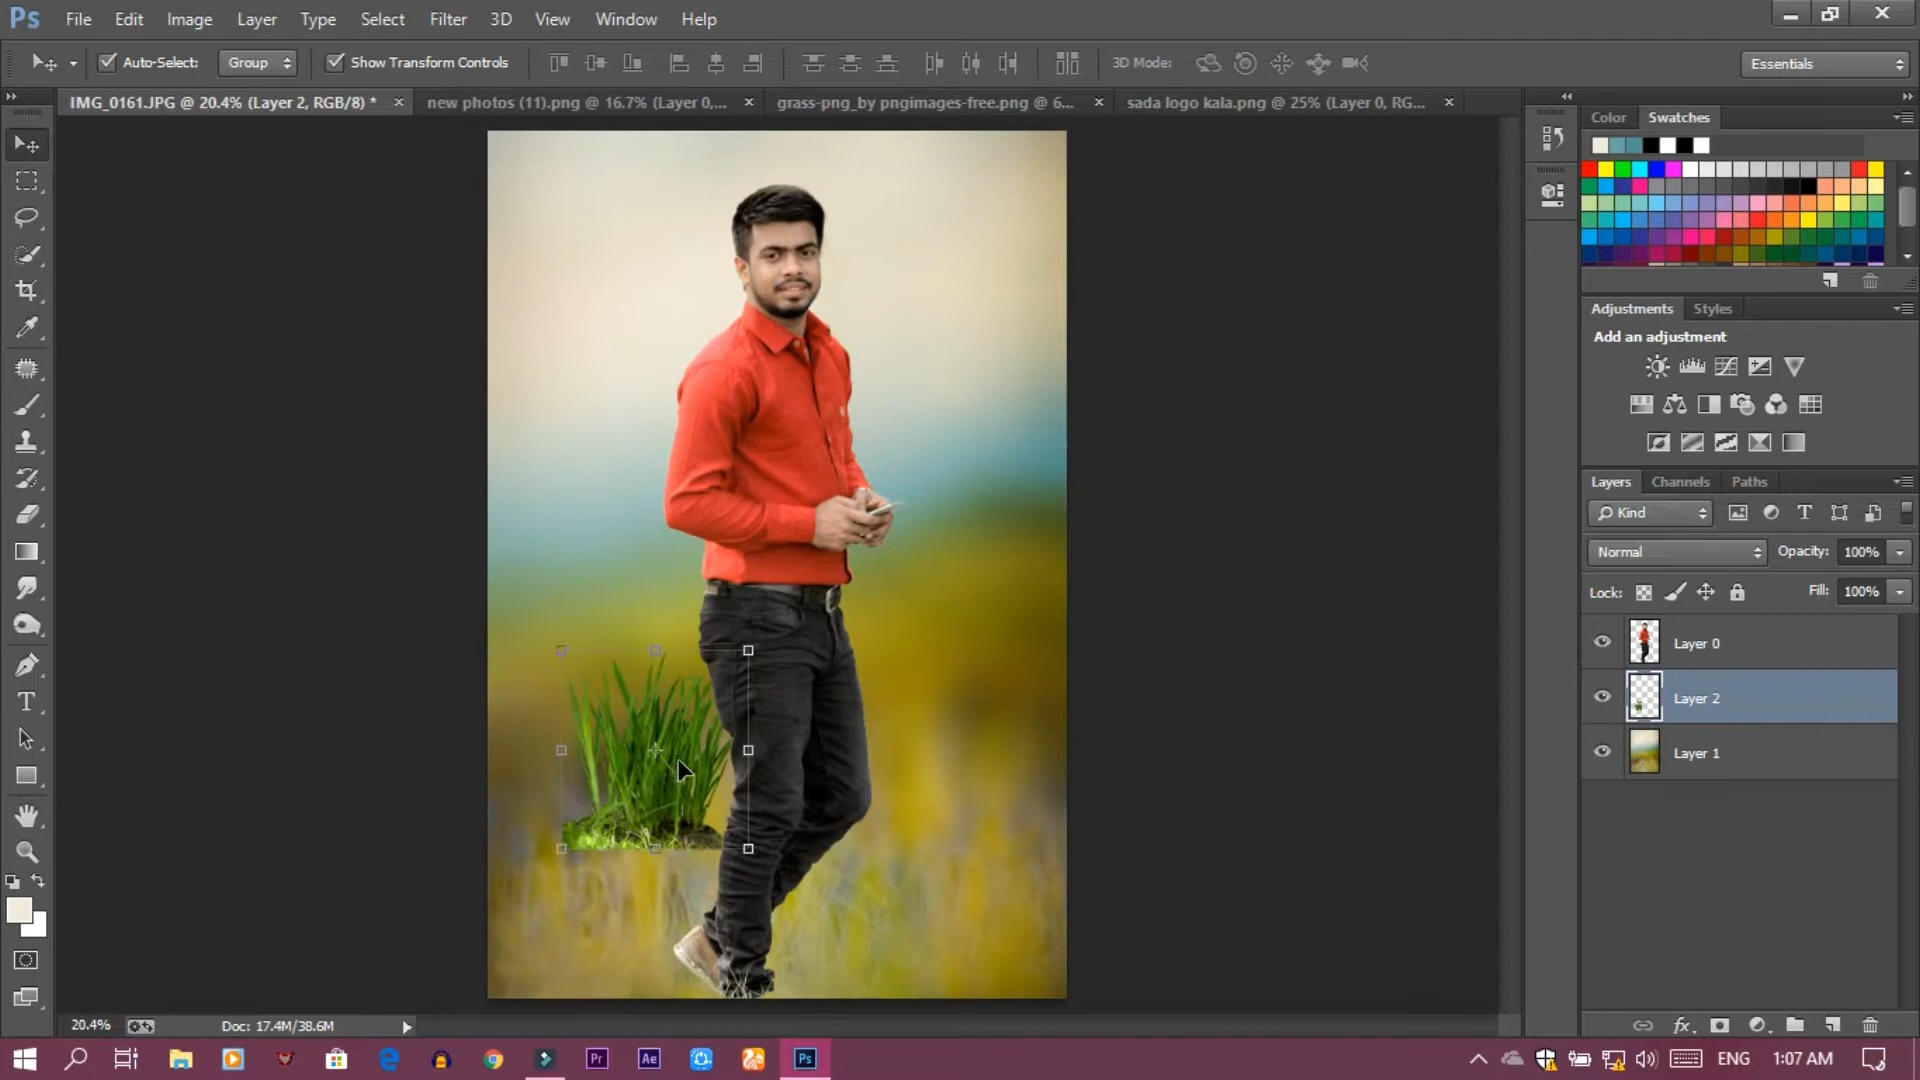 Ps File Edit Image Layer Type Select Filter 3D View Window Help
Auto-Select: Group Show Transform Controls 3D Mode: Essentials
IMG_0161.JPG @ 20.4% (Layer 2, RGB/8) * × new photos (11).png @ 16.7% (Layer 0,... × grass-png_by pngimages-free.png @ 6... × sada logo kala.png @ 25% (Layer 0, RG... ×
Color Swatches
Adjustments Styles
Add an adjustment
Layers Channels Paths
Kind
Normal Opacity: 100%
Lock: Fill: 100%
Layer 0
Layer 2
Layer 1
20.4% Doc: 17.4M/38.6M
Pr Ae Ps ENG 1:07 AM